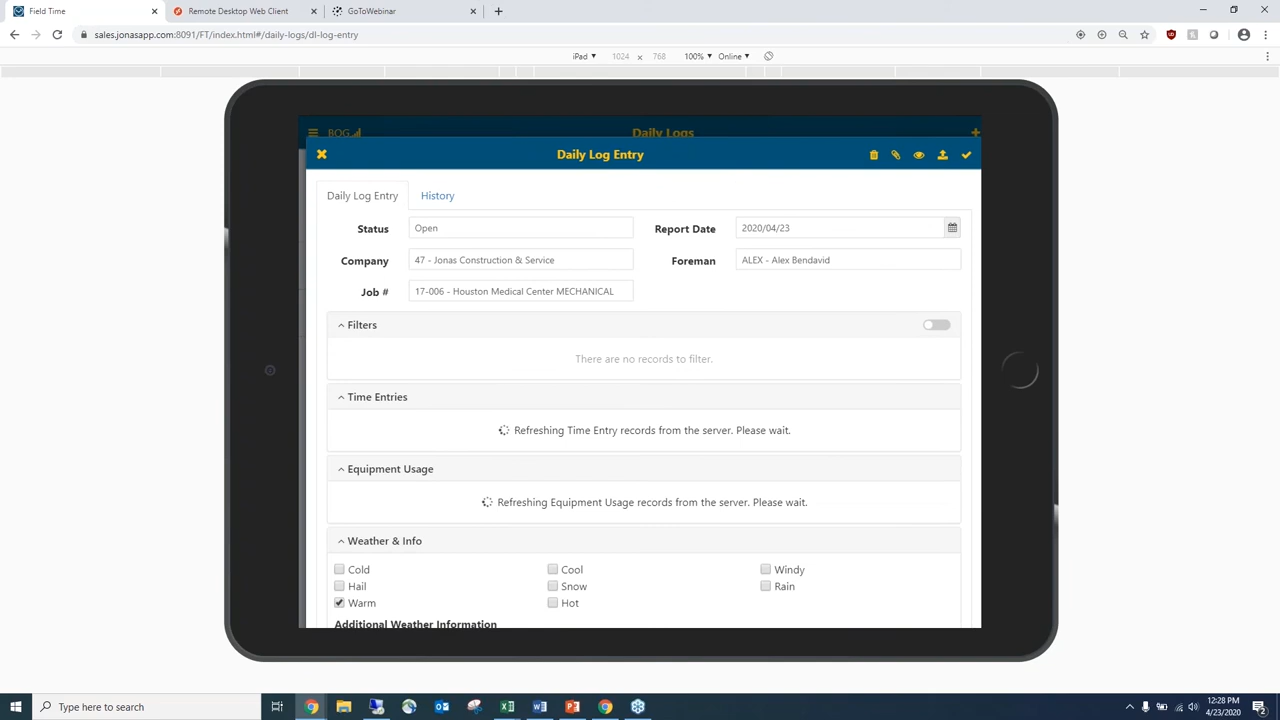 Field Time
Remote Desktop Web Client
GoToWebinar
sales.jonasapp.com:8091/FT/index.html#/daily-logs/dl-log-entry
iPad 1024 x 768 100% Online
BOG Daily Logs
Daily Log Entry
Daily Log Entry History
Status Open Report Date 2020/04/23
Company 47 - Jonas Construction & Service Foreman ALEX - Alex Bendavid
Job # 17-006 - Houston Medical Center MECHANICAL
Filters
There are no records to filter.
Time Entries
Refreshing Time Entry records from the server. Please wait.
Equipment Usage
Refreshing Equipment Usage records from the server. Please wait.
Weather & Info
Cold Cool Windy
Hail Snow Rain
Warm Hot
Additional Weather Information
Type here to search
12:28 PM
4/23/2020